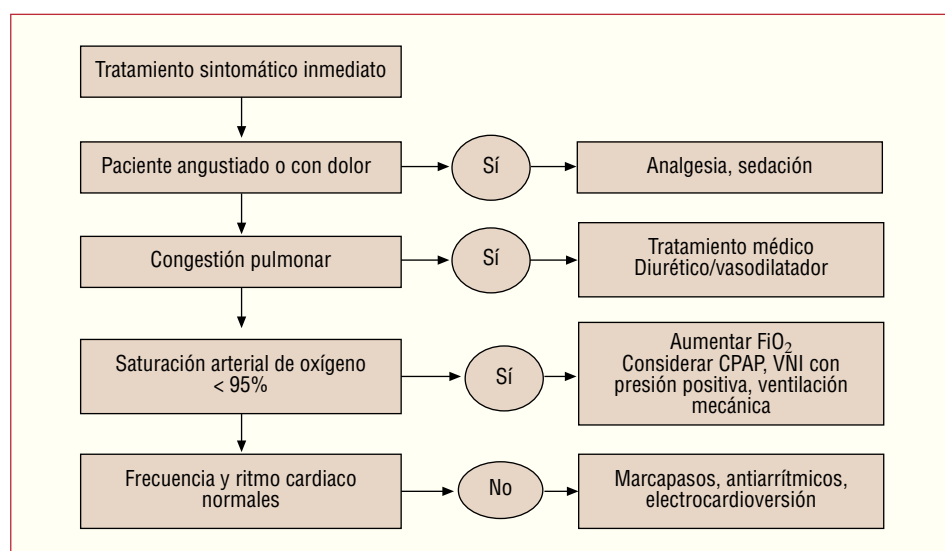 Tratamiento sintomático inmediato
Paciente angustiado o con dolor
Sí
Analgesia, sedación
Congestión pulmonar
Sí
Tratamiento médico
Diurético/vasodilatador
Saturación arterial de oxígeno
< 95%
Sí
Aumentar FiO₂
Considerar CPAP, VNI con
presión positiva, ventilación
mecánica
Frecuencia y ritmo cardiaco
normales
No
Marcapasos, antiarrítmicos,
electrocardioversión